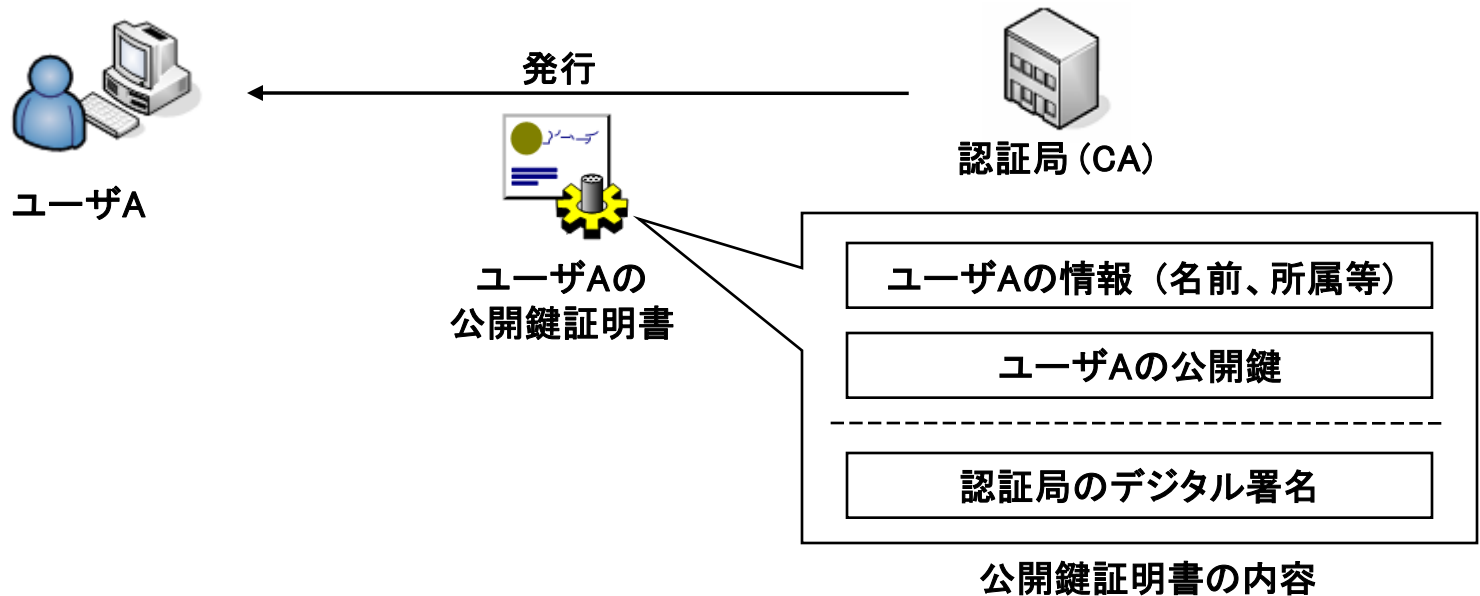 発行
認証局 (CA)
ユーザA
ユーザAの
公開鍵証明書
ユーザAの情報 (名前、所属等)
ユーザAの公開鍵
認証局のデジタル署名
公開鍵証明書の内容